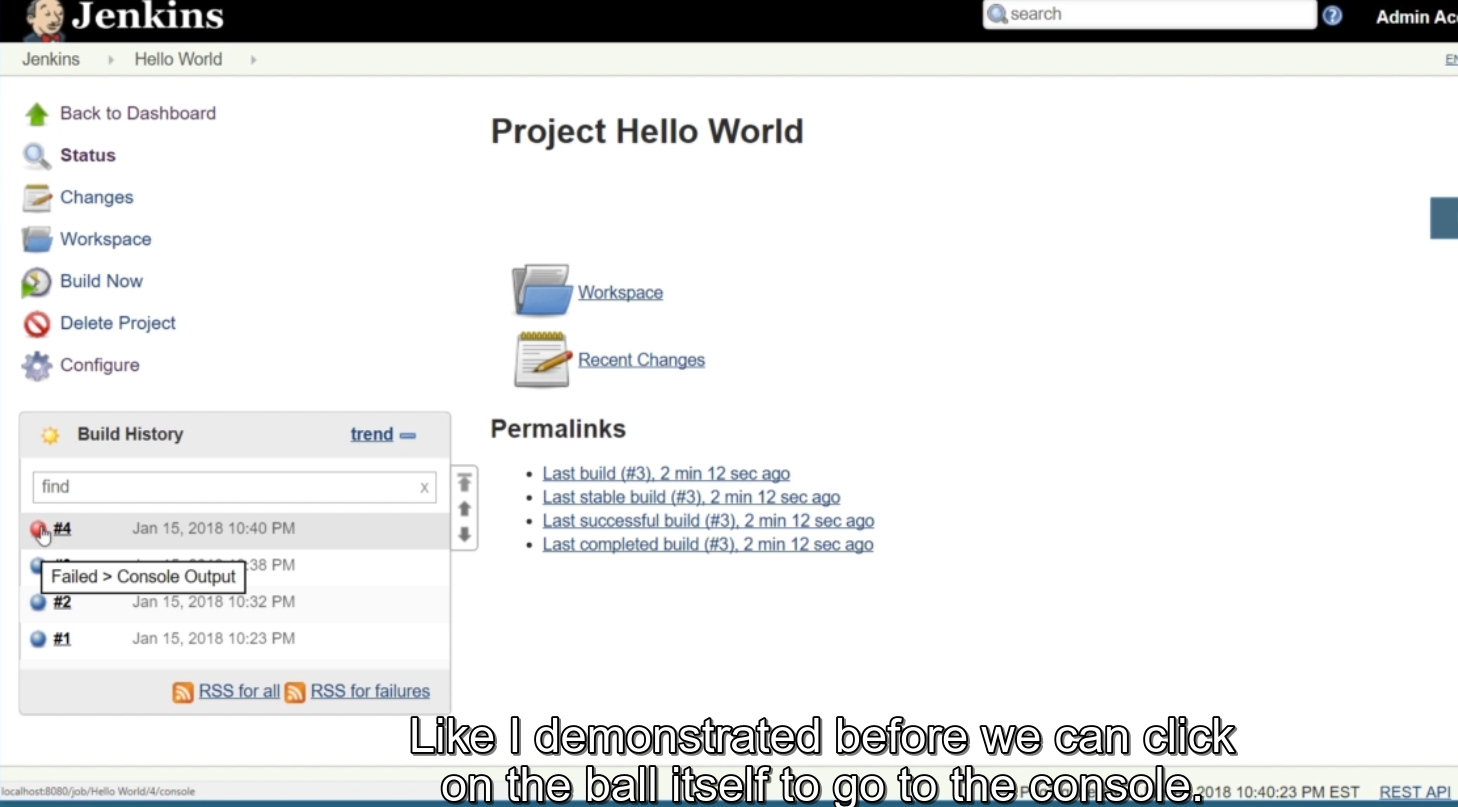 Jenkins
search
Admin Ac
Jenkins
Hello World
EN
Back to Dashboard
Status
Changes
Workspace
Build Now
Delete Project
Configure
Project Hello World
Workspace
Recent Changes
Build History
trend
find
x
#4 Jan 15, 2018 10:40 PM
:38 PM
Failed > Console Output
#2 Jan 15, 2018 10:32 PM
#1 Jan 15, 2018 10:23 PM
RSS for all RSS for failures
Permalinks
Last build (#3), 2 min 12 sec ago
Last stable build (#3), 2 min 12 sec ago
Last successful build (#3), 2 min 12 sec ago
Last completed build (#3), 2 min 12 sec ago
Like I demonstrated before we can click
on the ball itself to go to the console.
localhost:8080/job/Hello World/4/console
2018 10:40:23 PM EST REST API